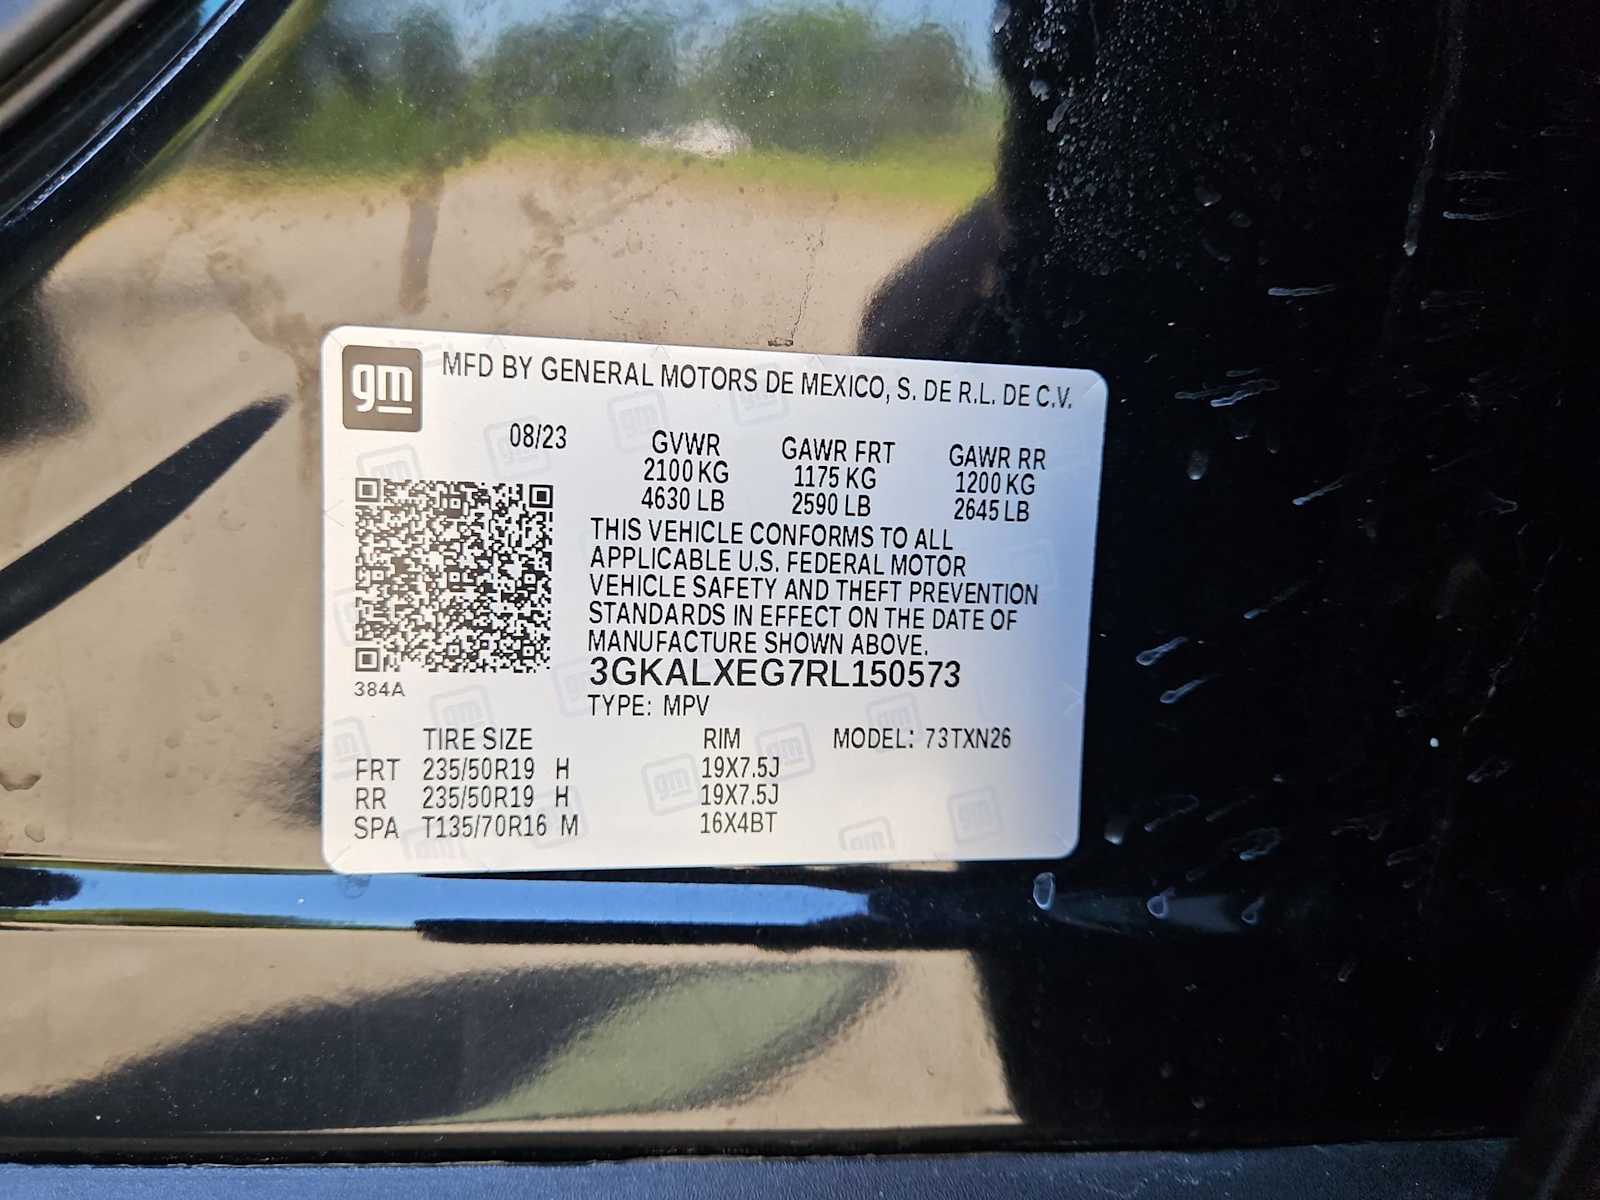 gm
MFD BY GENERAL MOTORS DE MEXICO, S. DE R.L. DE C.V.
08/23
GVWR GAWR FRT GAWR RR
2100 KG 1175 KG 1200 KG
4630 LB 2590 LB 2645 LB
THIS VEHICLE CONFORMS TO ALL
APPLICABLE U.S. FEDERAL MOTOR
VEHICLE SAFETY AND THEFT PREVENTION
STANDARDS IN EFFECT ON THE DATE OF
MANUFACTURE SHOWN ABOVE.
3GKALXEG7RL150573
384A
TYPE: MPV
TIRE SIZE RIM MODEL: 73TXN26
FRT 235/50R19 H 19X7.5J
RR 235/50R19 H 19X7.5J
SPA T135/70R16 M 16X4BT